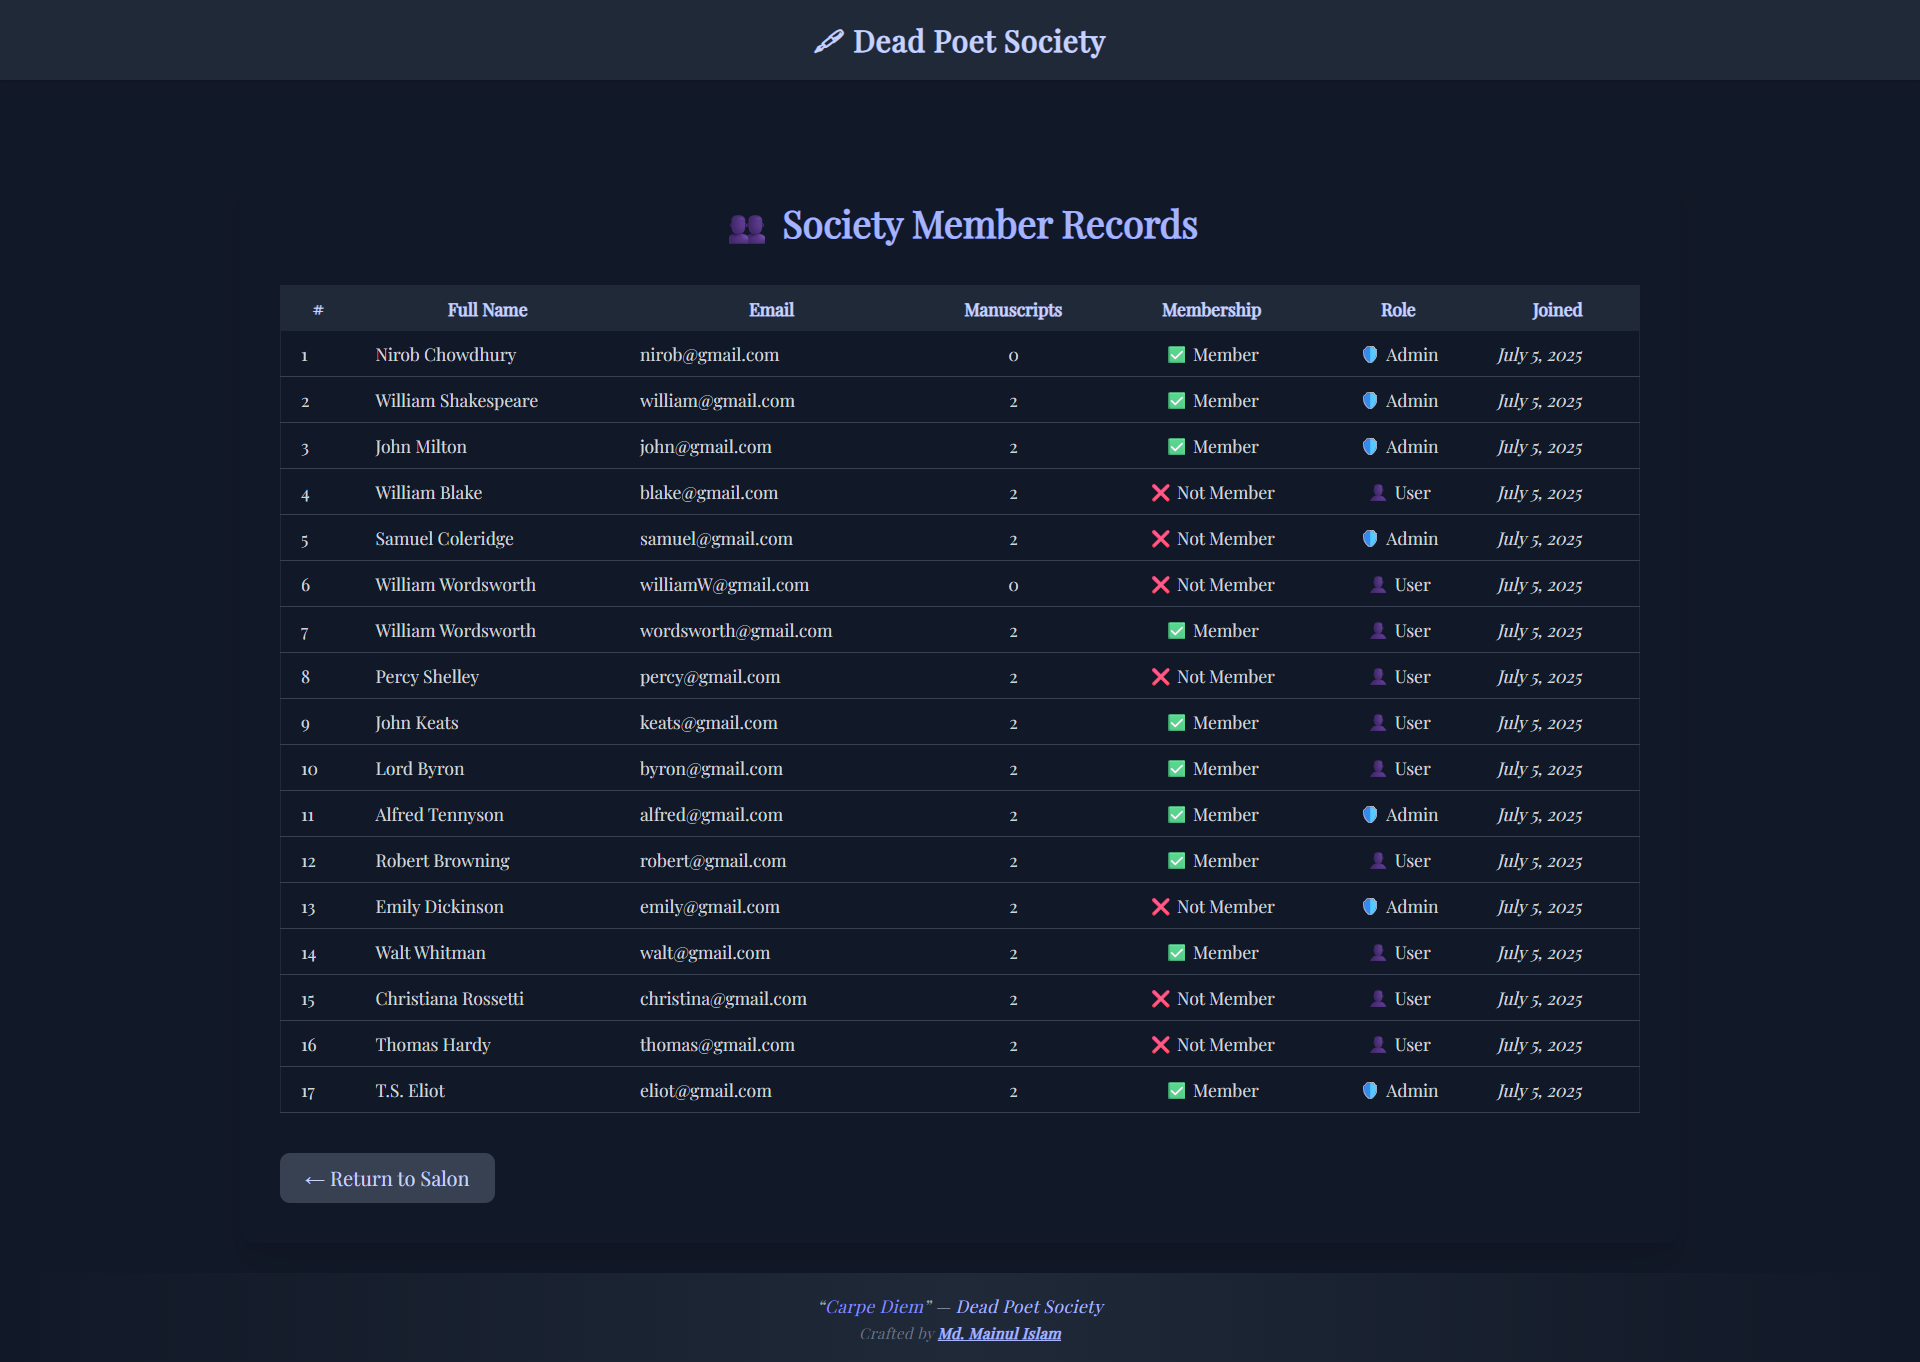 Dead Poet Society
Society Member Records
# Full Name Email Manuscripts Membership Role Joined
1 Nirob Chowdhury nirob@gmail.com 0 ✅ Member Admin July 5, 2025
2 William Shakespeare william@gmail.com 2 ✅ Member Admin July 5, 2025
3 John Milton john@gmail.com 2 ✅ Member Admin July 5, 2025
4 William Blake blake@gmail.com 2 ❌ Not Member User July 5, 2025
5 Samuel Coleridge samuel@gmail.com 2 ❌ Not Member Admin July 5, 2025
6 William Wordsworth williamW@gmail.com 0 ❌ Not Member User July 5, 2025
7 William Wordsworth wordsworth@gmail.com 2 ✅ Member User July 5, 2025
8 Percy Shelley percy@gmail.com 2 ❌ Not Member User July 5, 2025
9 John Keats keats@gmail.com 2 ✅ Member User July 5, 2025
10 Lord Byron byron@gmail.com 2 ✅ Member User July 5, 2025
11 Alfred Tennyson alfred@gmail.com 2 ✅ Member Admin July 5, 2025
12 Robert Browning robert@gmail.com 2 ✅ Member User July 5, 2025
13 Emily Dickinson emily@gmail.com 2 ❌ Not Member Admin July 5, 2025
14 Walt Whitman walt@gmail.com 2 ✅ Member User July 5, 2025
15 Christiana Rossetti christina@gmail.com 2 ❌ Not Member User July 5, 2025
16 Thomas Hardy thomas@gmail.com 2 ❌ Not Member User July 5, 2025
17 T.S. Eliot eliot@gmail.com 2 ✅ Member Admin July 5, 2025
← Return to Salon
“Carpe Diem” — Dead Poet Society
Crafted by Md. Mainul Islam